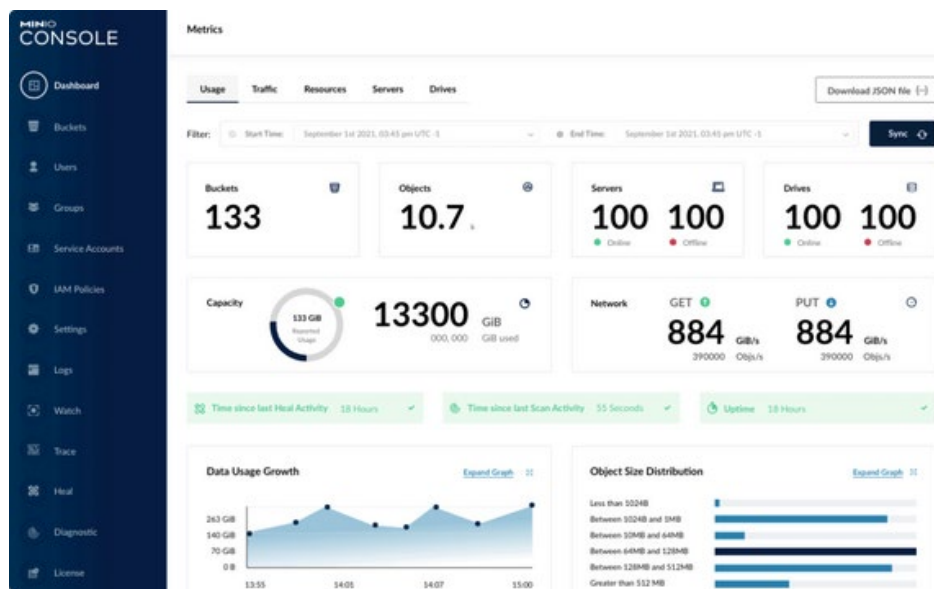 MINIO
CONSOLE
Metrics
Dashboard
Buckets
Users
Groups
Service Accounts
IAM Policies
Settings
Logs
Watch
Trace
Heal
Diagnostic
License
Usage Traffic Resources Servers Drives
Download JSON file {--}
Filter: Start Time: September 1st 2021, 03:45 pm UTC -1 End Time: September 1st 2021, 03:45 pm UTC -1 Sync
Buckets
133
Objects
10.7
Servers
100 100
Online Offline
Drives
100 100
Online Offline
Capacity
133 GiB
Reported
Usage
13300 GiB
000, 000 GiB used
Network
GET PUT
884 GiB/s 884 GiB/s
390000 Objs/s 390000 Objs/s
Time since last Heal Activity 18 Hours
Time since last Scan Activity 55 Seconds
Uptime 18 Hours
Data Usage Growth Expand Graph
263 GiB
140 GiB
70 GiB
0 B
13:55 14:01 14:07 15:00
Object Size Distribution Expand Graph
Less than 1024B
Between 1024B and 1MB
Between 10MB and 64MB
Between 64MB and 128MB
Between 128MB and 512MB
Greater than 512 MB